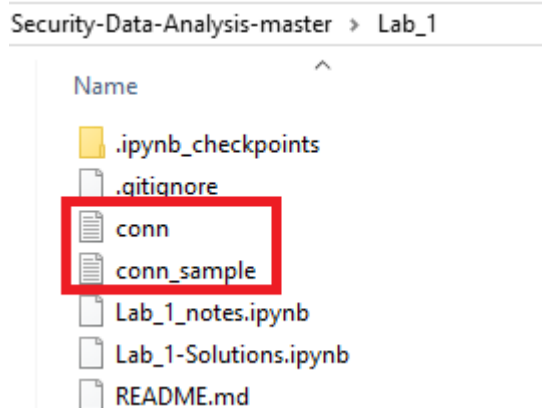 Security-Data-Analysis-master > Lab_1
Name
.ipynb_checkpoints
.gitignore
conn
conn_sample
Lab_1_notes.ipynb
Lab_1-Solutions.ipynb
README.md